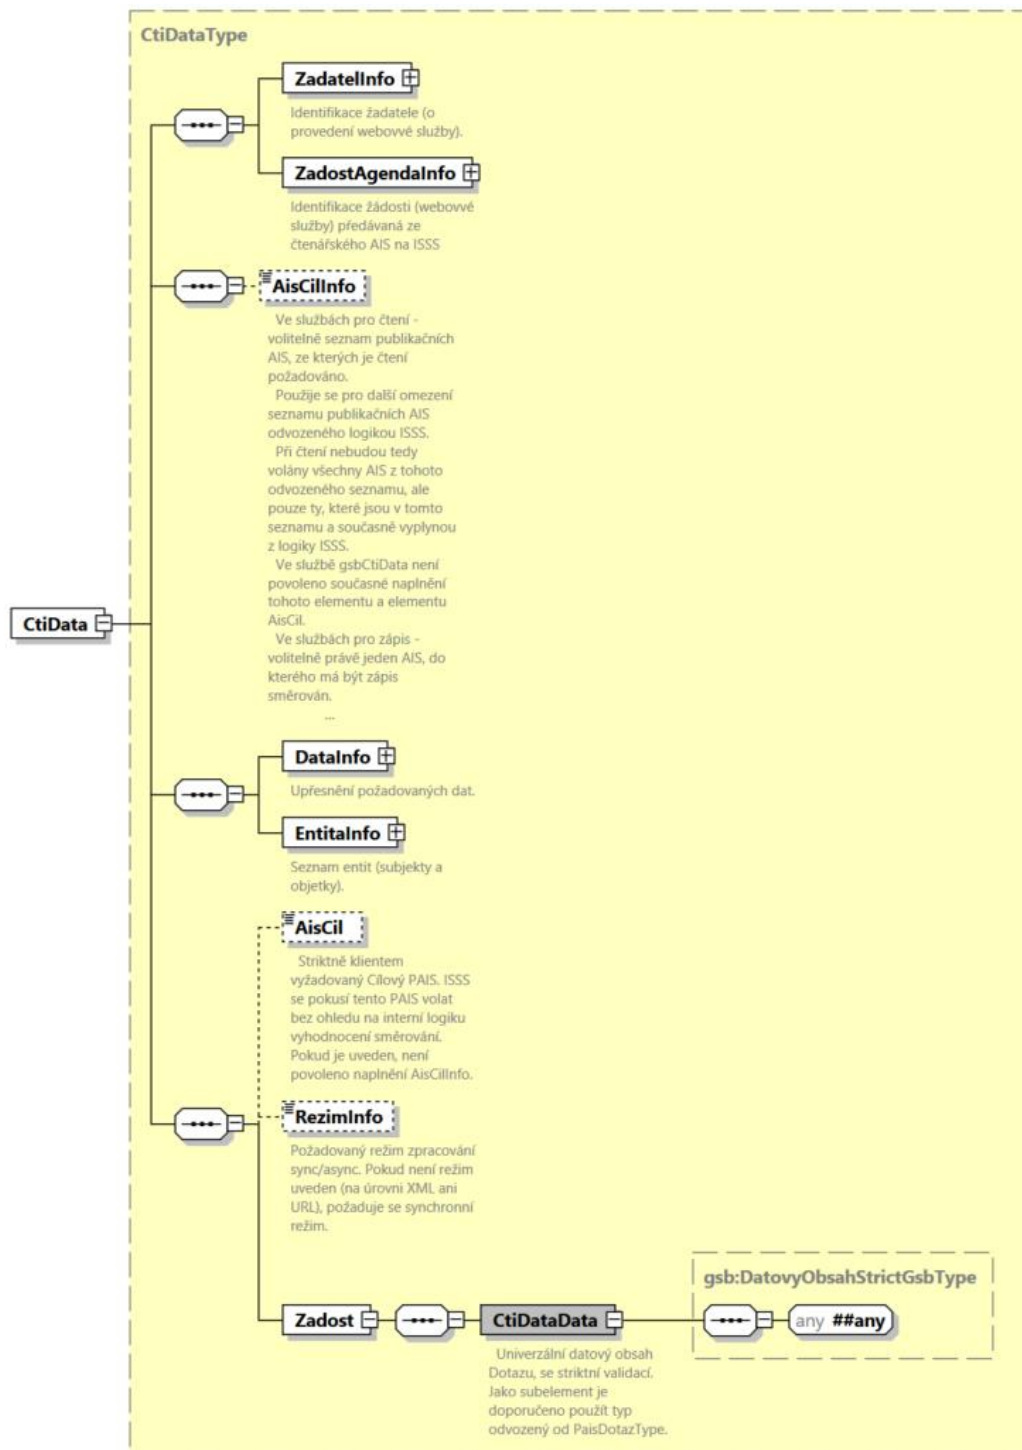 CtiDataType
ZadatelInfo
Identifikace žadatele (o
provedení webovvé služby).
ZadostAgendaInfo
Identifikace žádosti (webovvé
služby) předávaná ze
čtenářského AIS na ISSS
AisCilInfo
Ve službách pro čtení -
volitelně seznam publikačních
AIS, ze kterých je čtení
požadováno.
Použije se pro další omezení
seznamu publikačních AIS
odvozeného logikou ISSS.
Při čtení nebudou tedy
volány všechny AIS z tohoto
odvozeného seznamu, ale
pouze ty, které jsou v tomto
seznamu a současně vyplynou
z logiky ISSS.
Ve službě gsbCtiData není
povoleno současné naplnění
tohoto elementu a elementu
AisCil.
Ve službách pro zápis -
volitelně právě jeden AIS, do
kterého má být zápis
směrován.
...
CtiData
DataInfo
Upřesnění požadovaných dat.
EntitaInfo
Seznam entit (subjekty a
objetky).
AisCil
Striktně klientem
vyžadovaný Cílový PAIS. ISSS
se pokusí tento PAIS volat
bez ohledu na interní logiku
vyhodnocení směrování.
Pokud je uveden, není
povoleno naplnění AisCilInfo.
RezimInfo
Požadovaný režim zpracování
sync/async. Pokud není režim
uveden (na úrovni XML ani
URL), požaduje se synchronní
režim.
gsb:DatovyObsahStrictGsbType
Zadost
CtiDataData
any ##any
Univerzální datový obsah
Dotazu, se striktní validací.
Jako subelement je
doporučeno použít typ
odvozený od PaisDotazType.